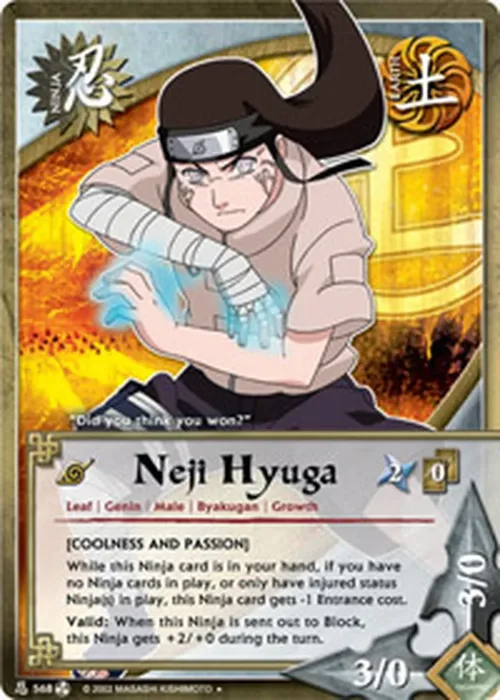 NINJA
忍
EARTH
土
"Did you think you won?"
Neji Hyuga
2
0
Leaf | Genin | Male | Byakugan | Growth
[COOLNESS AND PASSION]
While this Ninja card is in your hand, if you have
no Ninja cards in play, or only have injured status
Ninja(s) in play, this Ninja card gets -1 Entrance cost.
Valid: When this Ninja is sent out to Block,
this Ninja gets +2/+0 during the turn.
3/0
3/0
体
568
© 2002 MASASHI KISHIMOTO